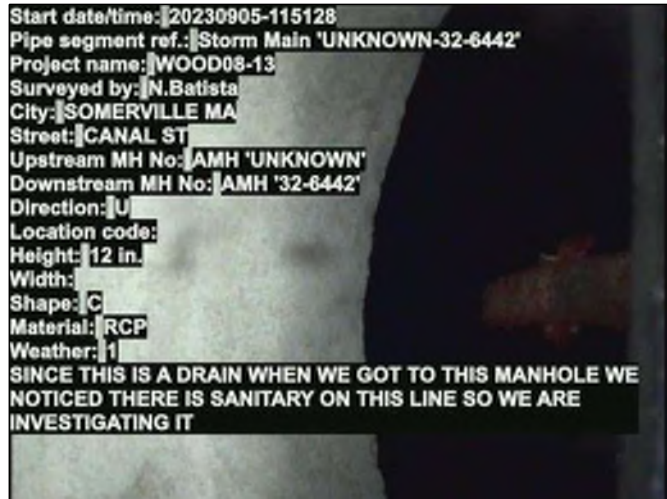 Start date/time: 20230905-115128
Pipe segment ref.: Storm Main 'UNKNOWN-32-6442'
Project name: WOOD08-13
Surveyed by: N.Batista
City: SOMERVILLE MA
Street: CANAL ST
Upstream MH No: AMH 'UNKNOWN'
Downstream MH No: AMH '32-6442'
Direction: U
Location code:
Height: 12 in.
Width:
Shape: C
Material: RCP
Weather: 1
SINCE THIS IS A DRAIN WHEN WE GOT TO THIS MANHOLE WE
NOTICED THERE IS SANITARY ON THIS LINE SO WE ARE
INVESTIGATING IT